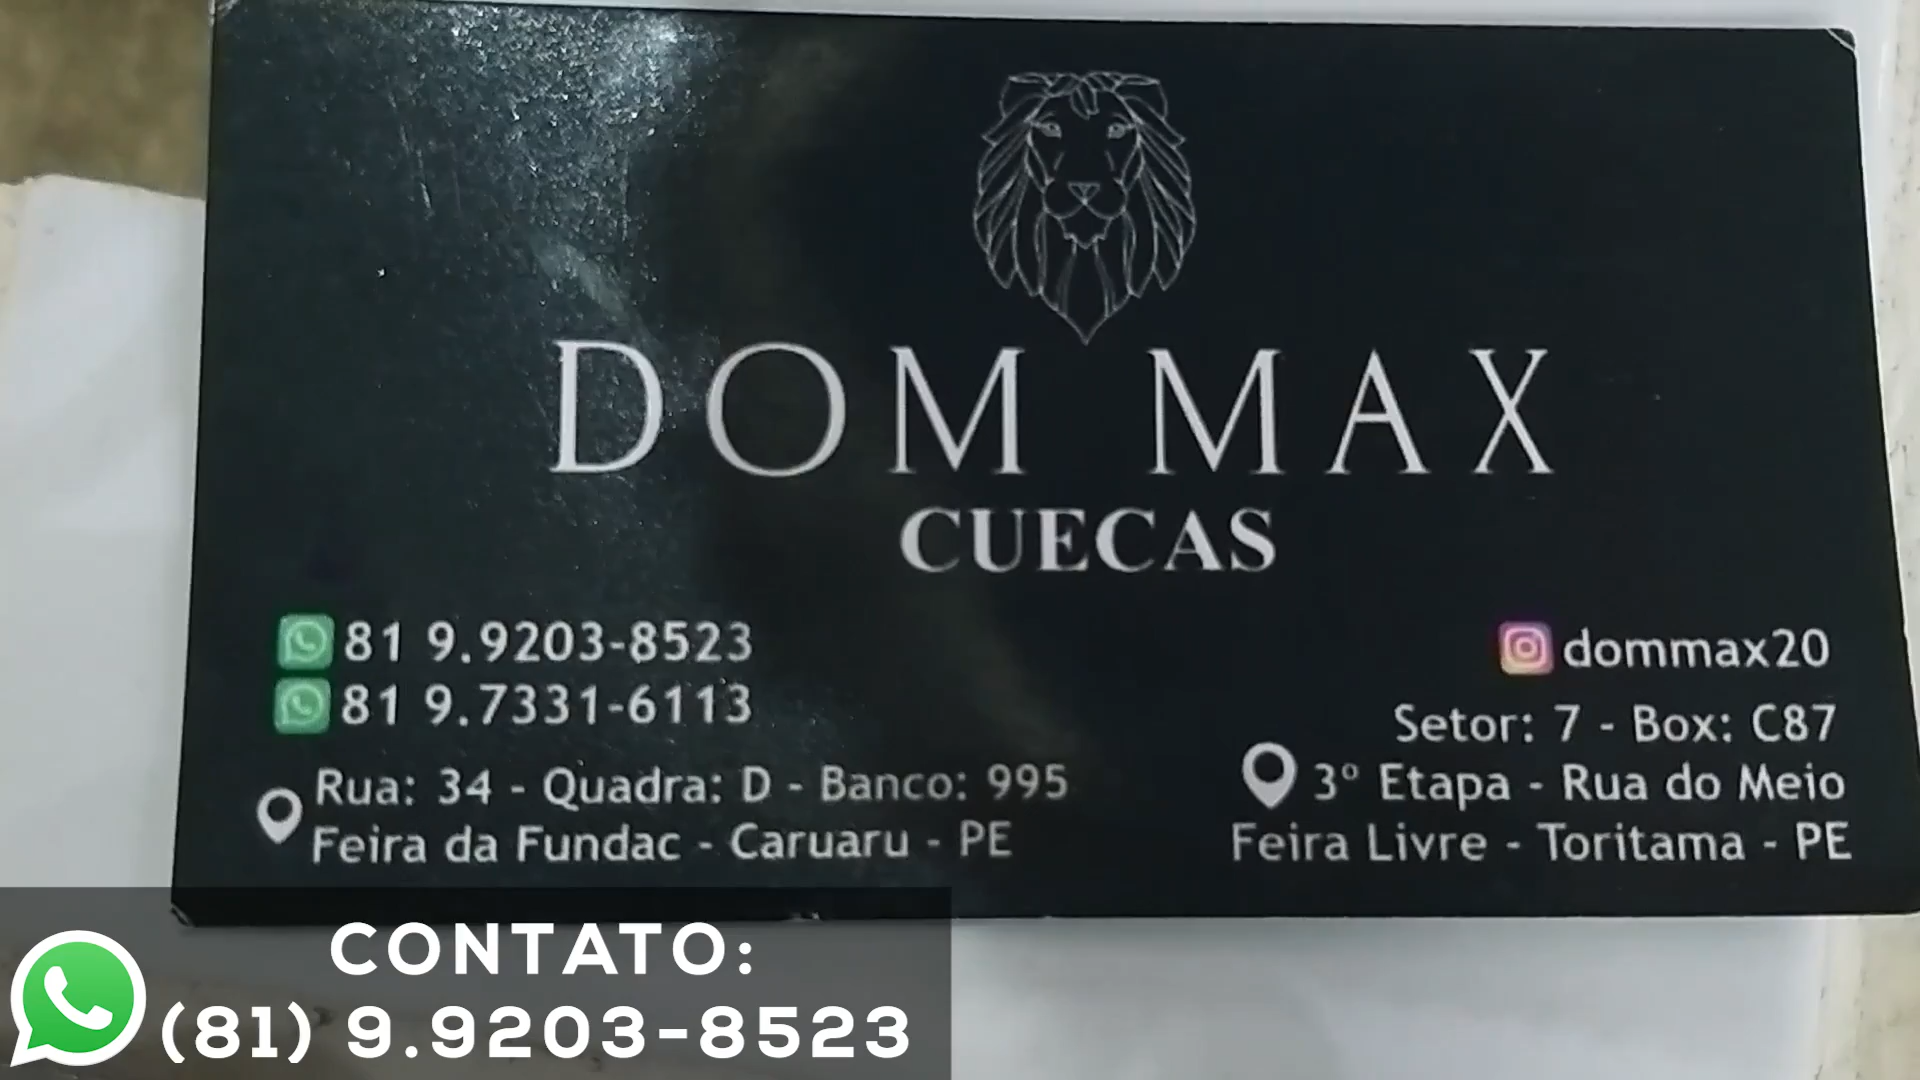 DOM MAX
CUECAS
81 9.9203-8523
81 9.7331-6113
Rua: 34 - Quadra: D - Banco: 995
Feira da Fundac - Caruaru - PE
dommax20
Setor: 7 - Box: C87
3º Etapa - Rua do Meio
Feira Livre - Toritama - PE
CONTATO:
(81) 9.9203-8523